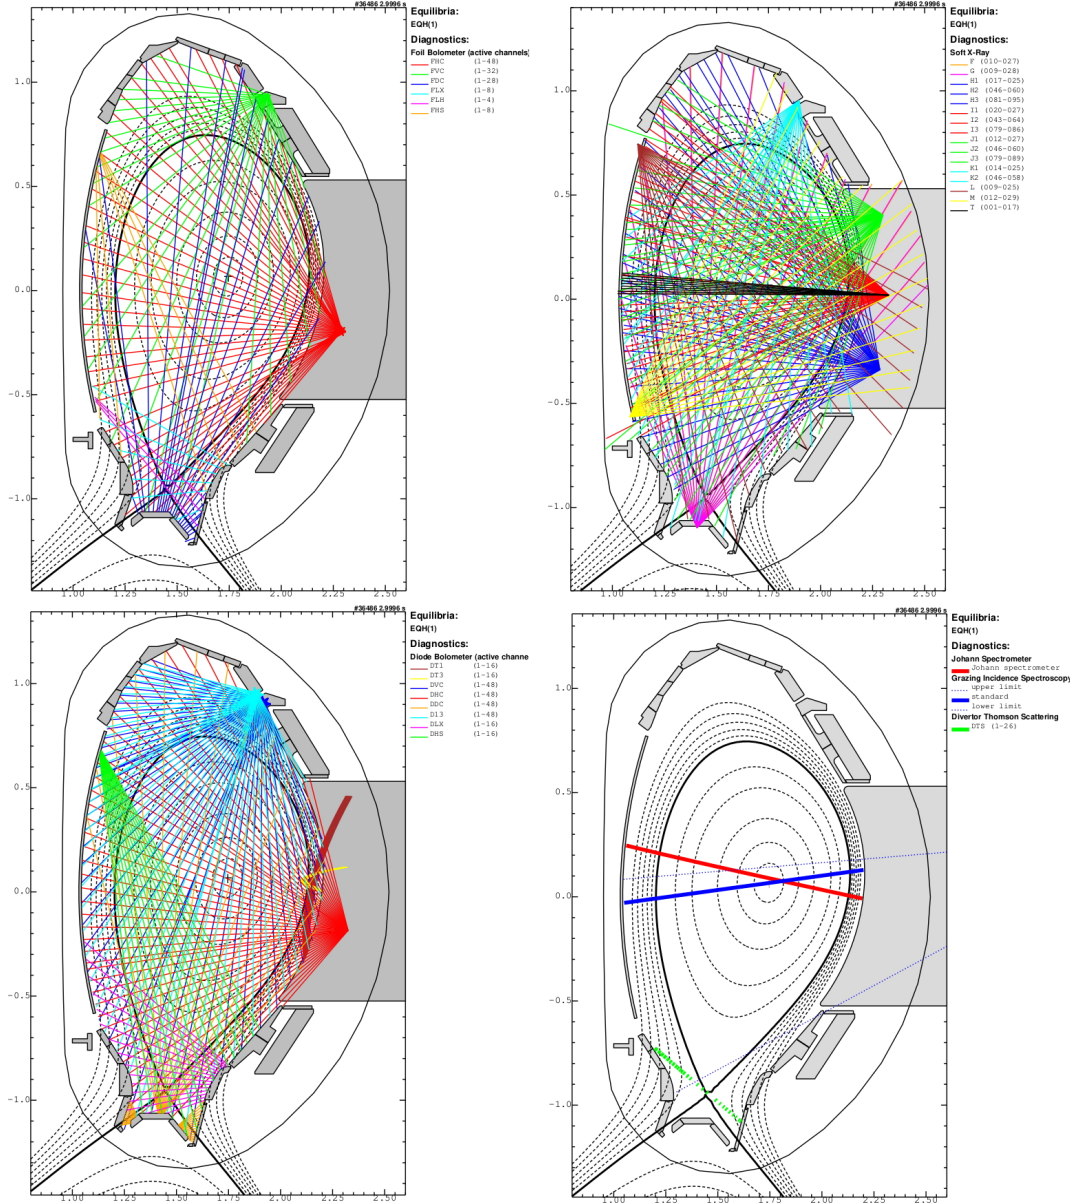 #36486 2.9996 s
Equilibria:
EQH(1)
Diagnostics:
Foil Bolometer (active channels)
FHC (1-48)
FVC (1-32)
FDC (1-28)
FLX (1-8)
FLH (1-4)
FHS (1-8)
1.0
0.5
0.0
-0.5
-1.0
1.00 1.25 1.50 1.75 2.00 2.25 2.50
#36486 2.9996 s
Equilibria:
EQH(1)
Diagnostics:
Soft X-Ray
F (010-027)
G (009-028)
H1 (017-025)
H2 (046-060)
H3 (081-095)
I1 (020-027)
I2 (043-064)
I3 (079-086)
J1 (012-027)
J2 (046-060)
J3 (079-089)
K1 (014-025)
K2 (046-058)
L (009-025)
M (012-029)
T (001-017)
1.0
0.5
0.0
-0.5
-1.0
1.00 1.25 1.50 1.75 2.00 2.25 2.50
#36486 2.9996 s
Equilibria:
EQH(1)
Diagnostics:
Diode Bolometer (active channe
DT1 (1-16)
DT3 (1-16)
DVC (1-48)
DHC (1-48)
DDC (1-48)
D13 (1-48)
DLX (1-16)
DHS (1-16)
1.0
0.5
0.0
-0.5
-1.0
1.00 1.25 1.50 1.75 2.00 2.25 2.50
#36486 2.9996 s
Equilibria:
EQH(1)
Diagnostics:
Johann Spectrometer
Johann spectrometer
Grazing Incidence Spectroscopy
upper limit
standard
lower limit
Divertor Thomson Scattering
DTS (1-26)
1.0
0.5
0.0
-0.5
-1.0
1.00 1.25 1.50 1.75 2.00 2.25 2.50